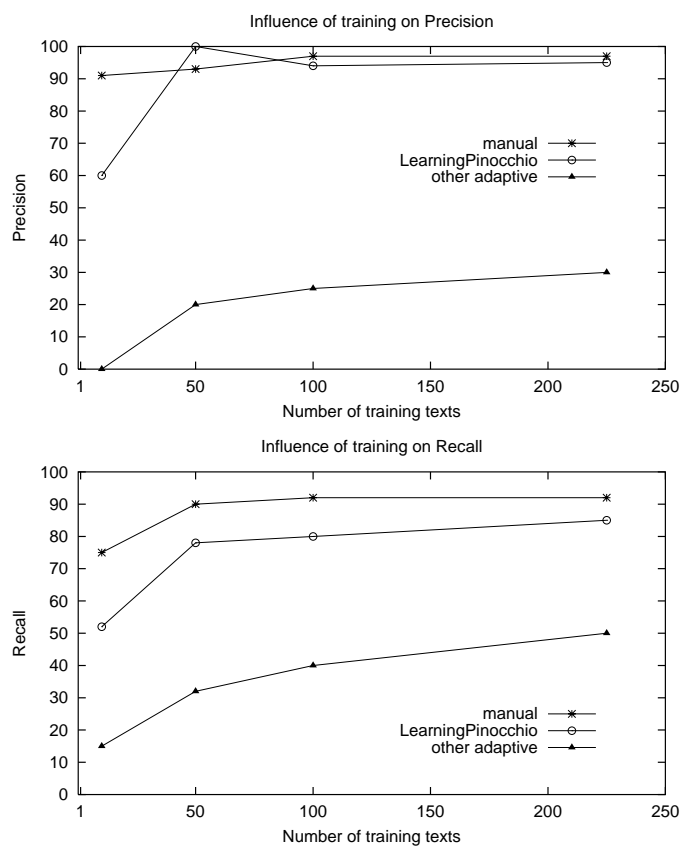 Influence of training on Precision
100
90
80
70
60
50
40
30
20
10
0
Precision
manual
LearningPinocchio
other adaptive
1 50 100 150 200 250
Number of training texts
Influence of training on Recall
100
90
80
70
60
50
40
30
20
10
0
Recall
manual
LearningPinocchio
other adaptive
1 50 100 150 200 250
Number of training texts